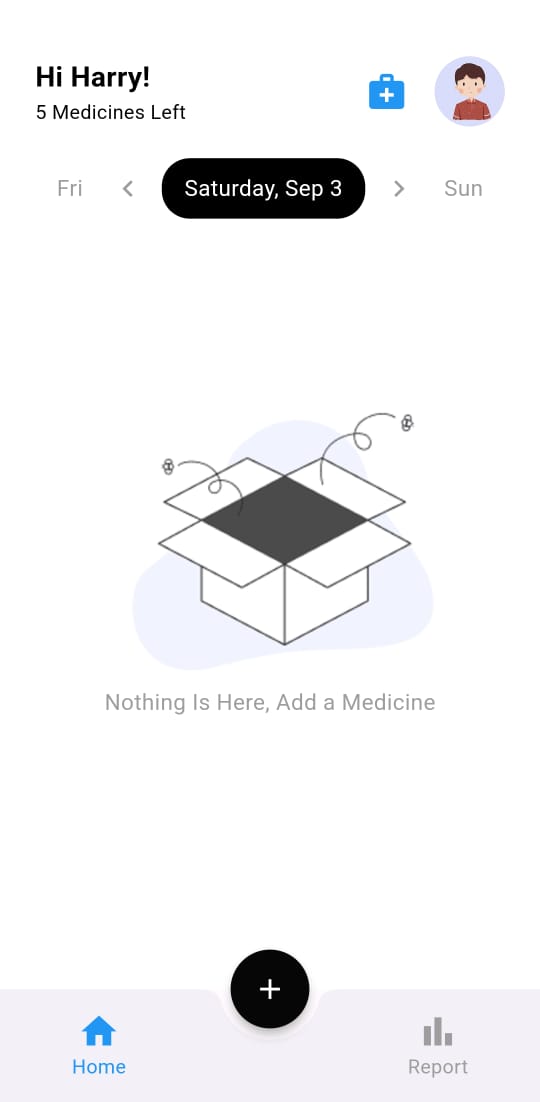 Hi Harry!
5 Medicines Left
Fri
Saturday, Sep 3
Sun
Nothing Is Here, Add a Medicine
Home
Report